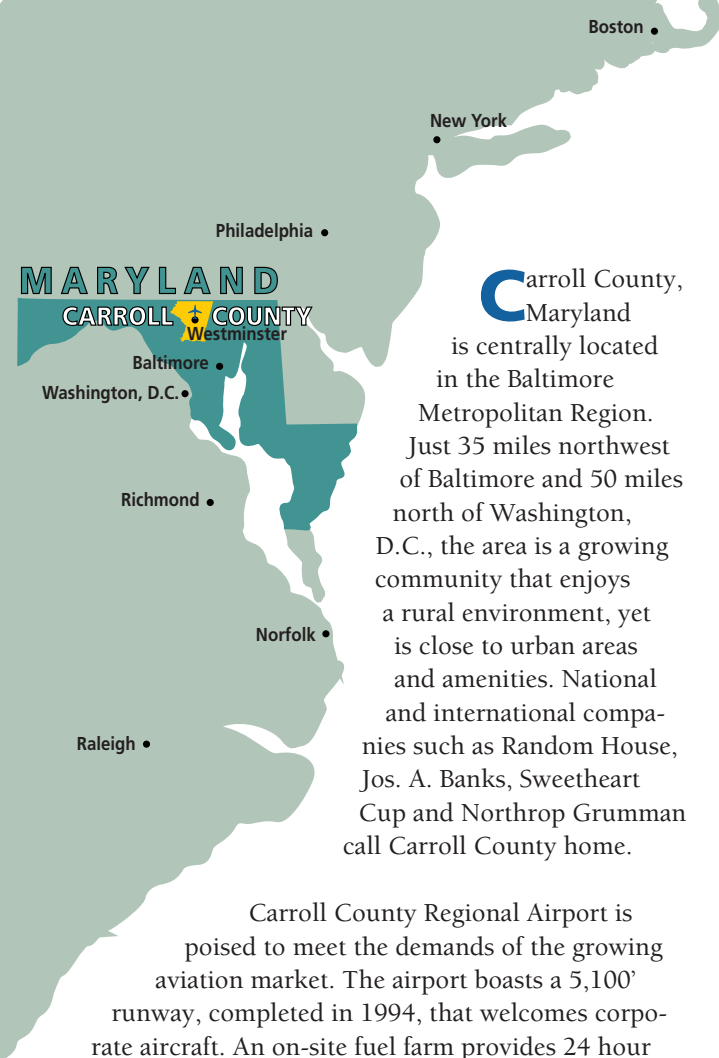 Boston
New York
Philadelphia
MARYLAND
CARROLL COUNTY
Westminster
Baltimore
Washington, D.C.
Richmond
Norfolk
Raleigh
Carroll County,
Maryland
is centrally located
in the Baltimore
Metropolitan Region.
Just 35 miles northwest
of Baltimore and 50 miles
north of Washington,
D.C., the area is a growing
community that enjoys
a rural environment, yet
is close to urban areas
and amenities. National
and international compa-
nies such as Random House,
Jos. A. Banks, Sweetheart
Cup and Northrop Grumman
call Carroll County home.
Carroll County Regional Airport is
poised to meet the demands of the growing
aviation market. The airport boasts a 5,100’
runway, completed in 1994, that welcomes corpo-
rate aircraft. An on-site fuel farm provides 24 hour